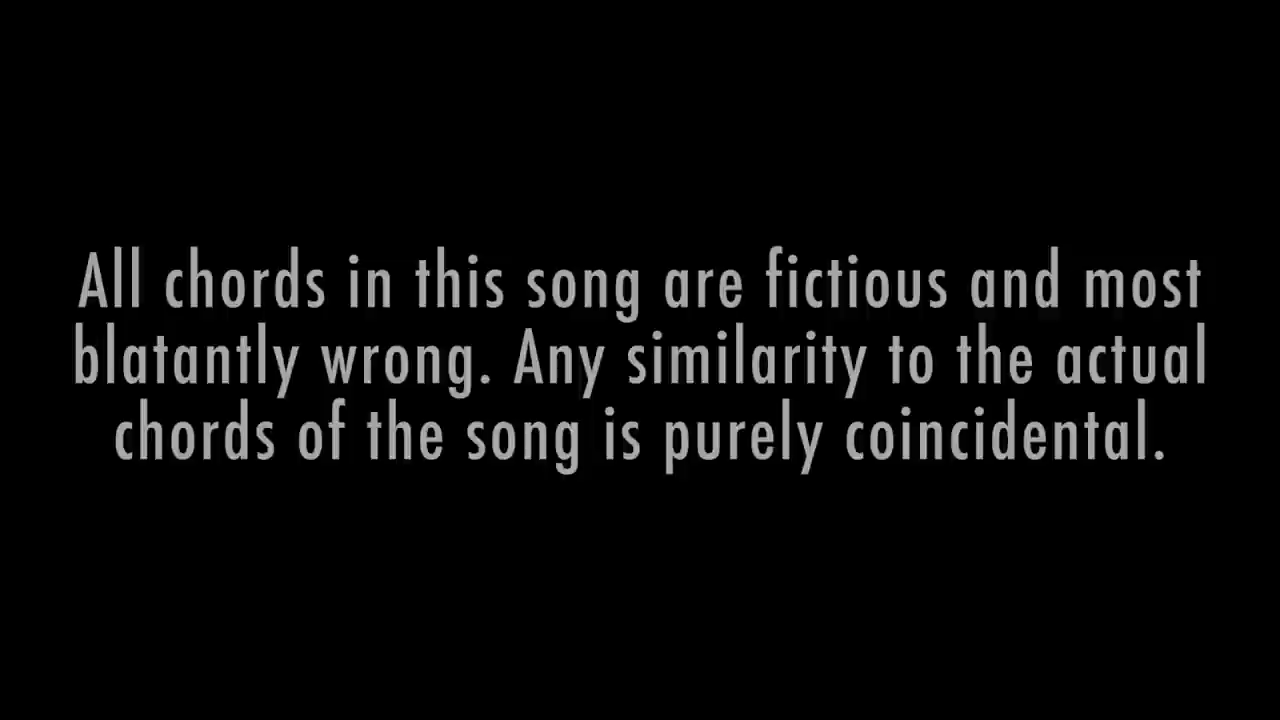 All chords in this song are fictious and most
blatantly wrong. Any similarity to the actual
chords of the song is purely coincidental.